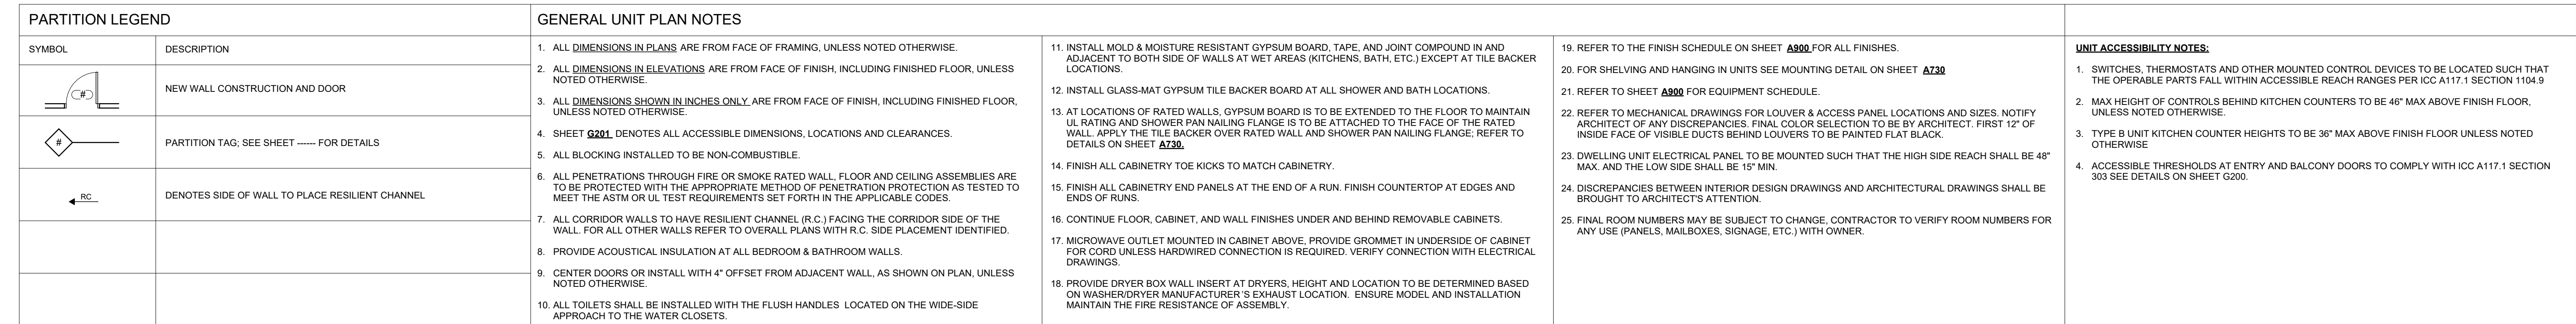 PARTITION LEGEND
SYMBOL
DESCRIPTION
#
NEW WALL CONSTRUCTION AND DOOR
#
PARTITION TAG; SEE SHEET ------ FOR DETAILS
RC
DENOTES SIDE OF WALL TO PLACE RESILIENT CHANNEL
GENERAL UNIT PLAN NOTES
1. ALL DIMENSIONS IN PLANS ARE FROM FACE OF FRAMING, UNLESS NOTED OTHERWISE.
2. ALL DIMENSIONS IN ELEVATIONS ARE FROM FACE OF FINISH, INCLUDING FINISHED FLOOR, UNLESS
NOTED OTHERWISE.
3. ALL DIMENSIONS SHOWN IN INCHES ONLY ARE FROM FACE OF FINISH, INCLUDING FINISHED FLOOR,
UNLESS NOTED OTHERWISE.
4. SHEET G201 DENOTES ALL ACCESSIBLE DIMENSIONS, LOCATIONS AND CLEARANCES.
5. ALL BLOCKING INSTALLED TO BE NON-COMBUSTIBLE.
6. ALL PENETRATIONS THROUGH FIRE OR SMOKE RATED WALL, FLOOR AND CEILING ASSEMBLIES ARE
TO BE PROTECTED WITH THE APPROPRIATE METHOD OF PENETRATION PROTECTION AS TESTED TO
MEET THE ASTM OR UL TEST REQUIREMENTS SET FORTH IN THE APPLICABLE CODES.
7. ALL CORRIDOR WALLS TO HAVE RESILIENT CHANNEL (R.C.) FACING THE CORRIDOR SIDE OF THE
WALL. FOR ALL OTHER WALLS REFER TO OVERALL PLANS WITH R.C. SIDE PLACEMENT IDENTIFIED.
8. PROVIDE ACOUSTICAL INSULATION AT ALL BEDROOM & BATHROOM WALLS.
9. CENTER DOORS OR INSTALL WITH 4" OFFSET FROM ADJACENT WALL, AS SHOWN ON PLAN, UNLESS
NOTED OTHERWISE.
10. ALL TOILETS SHALL BE INSTALLED WITH THE FLUSH HANDLES LOCATED ON THE WIDE-SIDE
APPROACH TO THE WATER CLOSETS.
11. INSTALL MOLD & MOISTURE RESISTANT GYPSUM BOARD, TAPE, AND JOINT COMPOUND IN AND
ADJACENT TO BOTH SIDE OF WALLS AT WET AREAS (KITCHENS, BATH, ETC.) EXCEPT AT TILE BACKER
LOCATIONS.
12. INSTALL GLASS-MAT GYPSUM TILE BACKER BOARD AT ALL SHOWER AND BATH LOCATIONS.
13. AT LOCATIONS OF RATED WALLS, GYPSUM BOARD IS TO BE EXTENDED TO THE FLOOR TO MAINTAIN
UL RATING AND SHOWER PAN NAILING FLANGE IS TO BE ATTACHED TO THE FACE OF THE RATED
WALL. APPLY THE TILE BACKER OVER RATED WALL AND SHOWER PAN NAILING FLANGE; REFER TO
DETAILS ON SHEET A730.
14. FINISH ALL CABINETRY TOE KICKS TO MATCH CABINETRY.
15. FINISH ALL CABINETRY END PANELS AT THE END OF A RUN. FINISH COUNTERTOP AT EDGES AND
ENDS OF RUNS.
16. CONTINUE FLOOR, CABINET, AND WALL FINISHES UNDER AND BEHIND REMOVABLE CABINETS.
17. MICROWAVE OUTLET MOUNTED IN CABINET ABOVE, PROVIDE GROMMET IN UNDERSIDE OF CABINET
FOR CORD UNLESS HARDWIRED CONNECTION IS REQUIRED. VERIFY CONNECTION WITH ELECTRICAL
DRAWINGS.
18. PROVIDE DRYER BOX WALL INSERT AT DRYERS, HEIGHT AND LOCATION TO BE DETERMINED BASED
ON WASHER/DRYER MANUFACTURER'S EXHAUST LOCATION. ENSURE MODEL AND INSTALLATION
MAINTAIN THE FIRE RESISTANCE OF ASSEMBLY.
19. REFER TO THE FINISH SCHEDULE ON SHEET A900 FOR ALL FINISHES.
20. FOR SHELVING AND HANGING IN UNITS SEE MOUNTING DETAIL ON SHEET A730
21. REFER TO SHEET A900 FOR EQUIPMENT SCHEDULE.
22. REFER TO MECHANICAL DRAWINGS FOR LOUVER & ACCESS PANEL LOCATIONS AND SIZES. NOTIFY
ARCHITECT OF ANY DISCREPANCIES. FINAL COLOR SELECTION TO BE BY ARCHITECT. FIRST 12" OF
INSIDE FACE OF VISIBLE DUCTS BEHIND LOUVERS TO BE PAINTED FLAT BLACK.
23. DWELLING UNIT ELECTRICAL PANEL TO BE MOUNTED SUCH THAT THE HIGH SIDE REACH SHALL BE 48"
MAX. AND THE LOW SIDE SHALL BE 15" MIN.
24. DISCREPANCIES BETWEEN INTERIOR DESIGN DRAWINGS AND ARCHITECTURAL DRAWINGS SHALL BE
BROUGHT TO ARCHITECT'S ATTENTION.
25. FINAL ROOM NUMBERS MAY BE SUBJECT TO CHANGE, CONTRACTOR TO VERIFY ROOM NUMBERS FOR
ANY USE (PANELS, MAILBOXES, SIGNAGE, ETC.) WITH OWNER.
UNIT ACCESSIBILITY NOTES:
1. SWITCHES, THERMOSTATS AND OTHER MOUNTED CONTROL DEVICES TO BE LOCATED SUCH THAT
THE OPERABLE PARTS FALL WITHIN ACCESSIBLE REACH RANGES PER ICC A117.1 SECTION 1104.9
2. MAX HEIGHT OF CONTROLS BEHIND KITCHEN COUNTERS TO BE 46" MAX ABOVE FINISH FLOOR,
UNLESS NOTED OTHERWISE.
3. TYPE B UNIT KITCHEN COUNTER HEIGHTS TO BE 36" MAX ABOVE FINISH FLOOR UNLESS NOTED
OTHERWISE
4. ACCESSIBLE THRESHOLDS AT ENTRY AND BALCONY DOORS TO COMPLY WITH ICC A117.1 SECTION
303 SEE DETAILS ON SHEET G200.